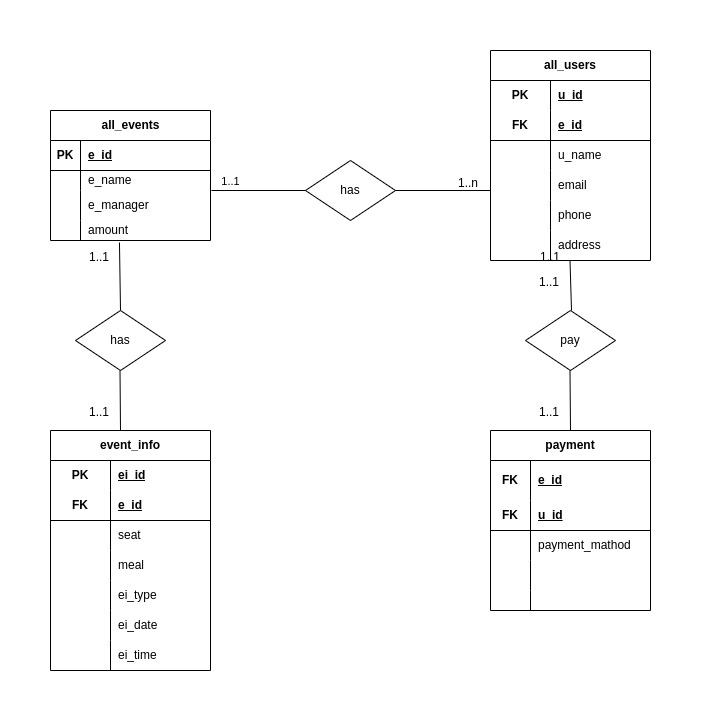 all_users
PK u_id
FK e_id
u_name
email
phone
address
all_events
PK e_id
e_name
e_manager
amount
1..1
has
1..n
1..1
1..1
1..1
has
pay
1..1
1..1
event_info
PK ei_id
FK e_id
seat
meal
ei_type
ei_date
ei_time
payment
FK e_id
FK u_id
payment_mathod